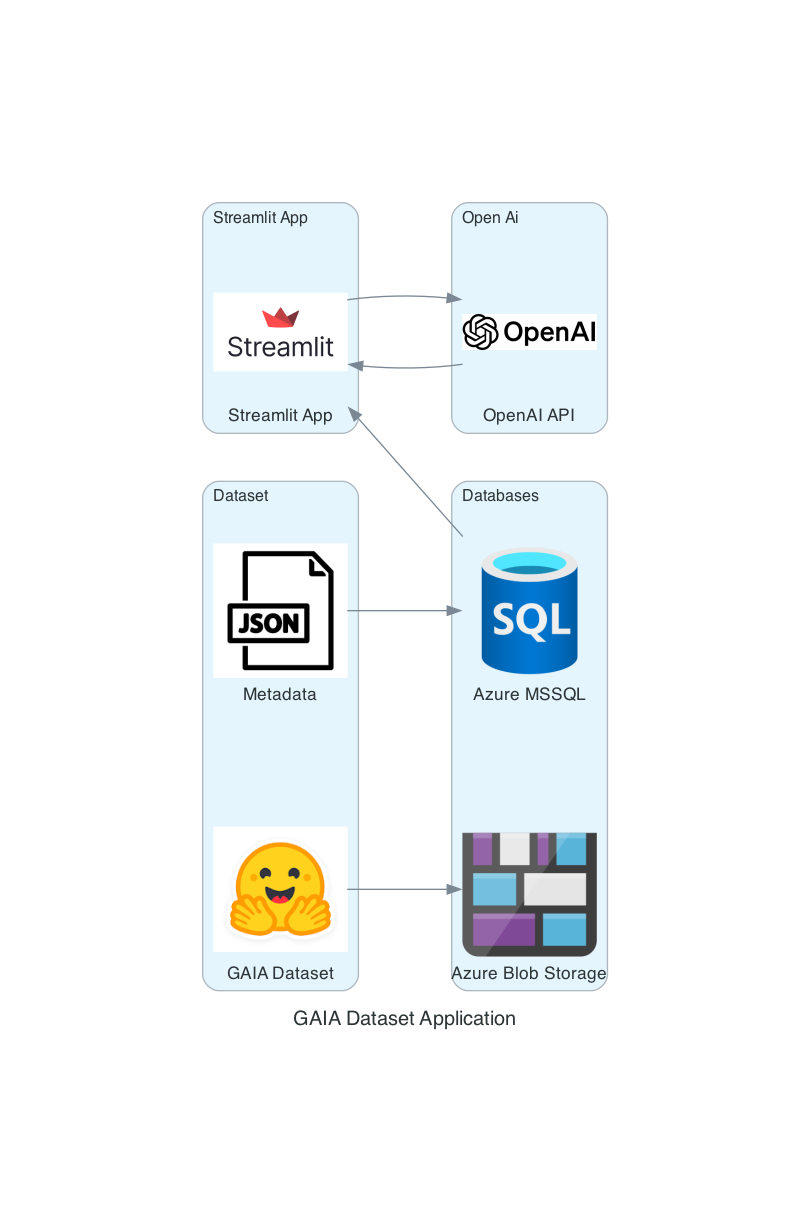 Streamlit App
Open Ai
Streamlit
OpenAI
Streamlit App
OpenAI API
Dataset
Databases
JSON
SQL
Metadata
Azure MSSQL
GAIA Dataset
Azure Blob Storage
GAIA Dataset Application